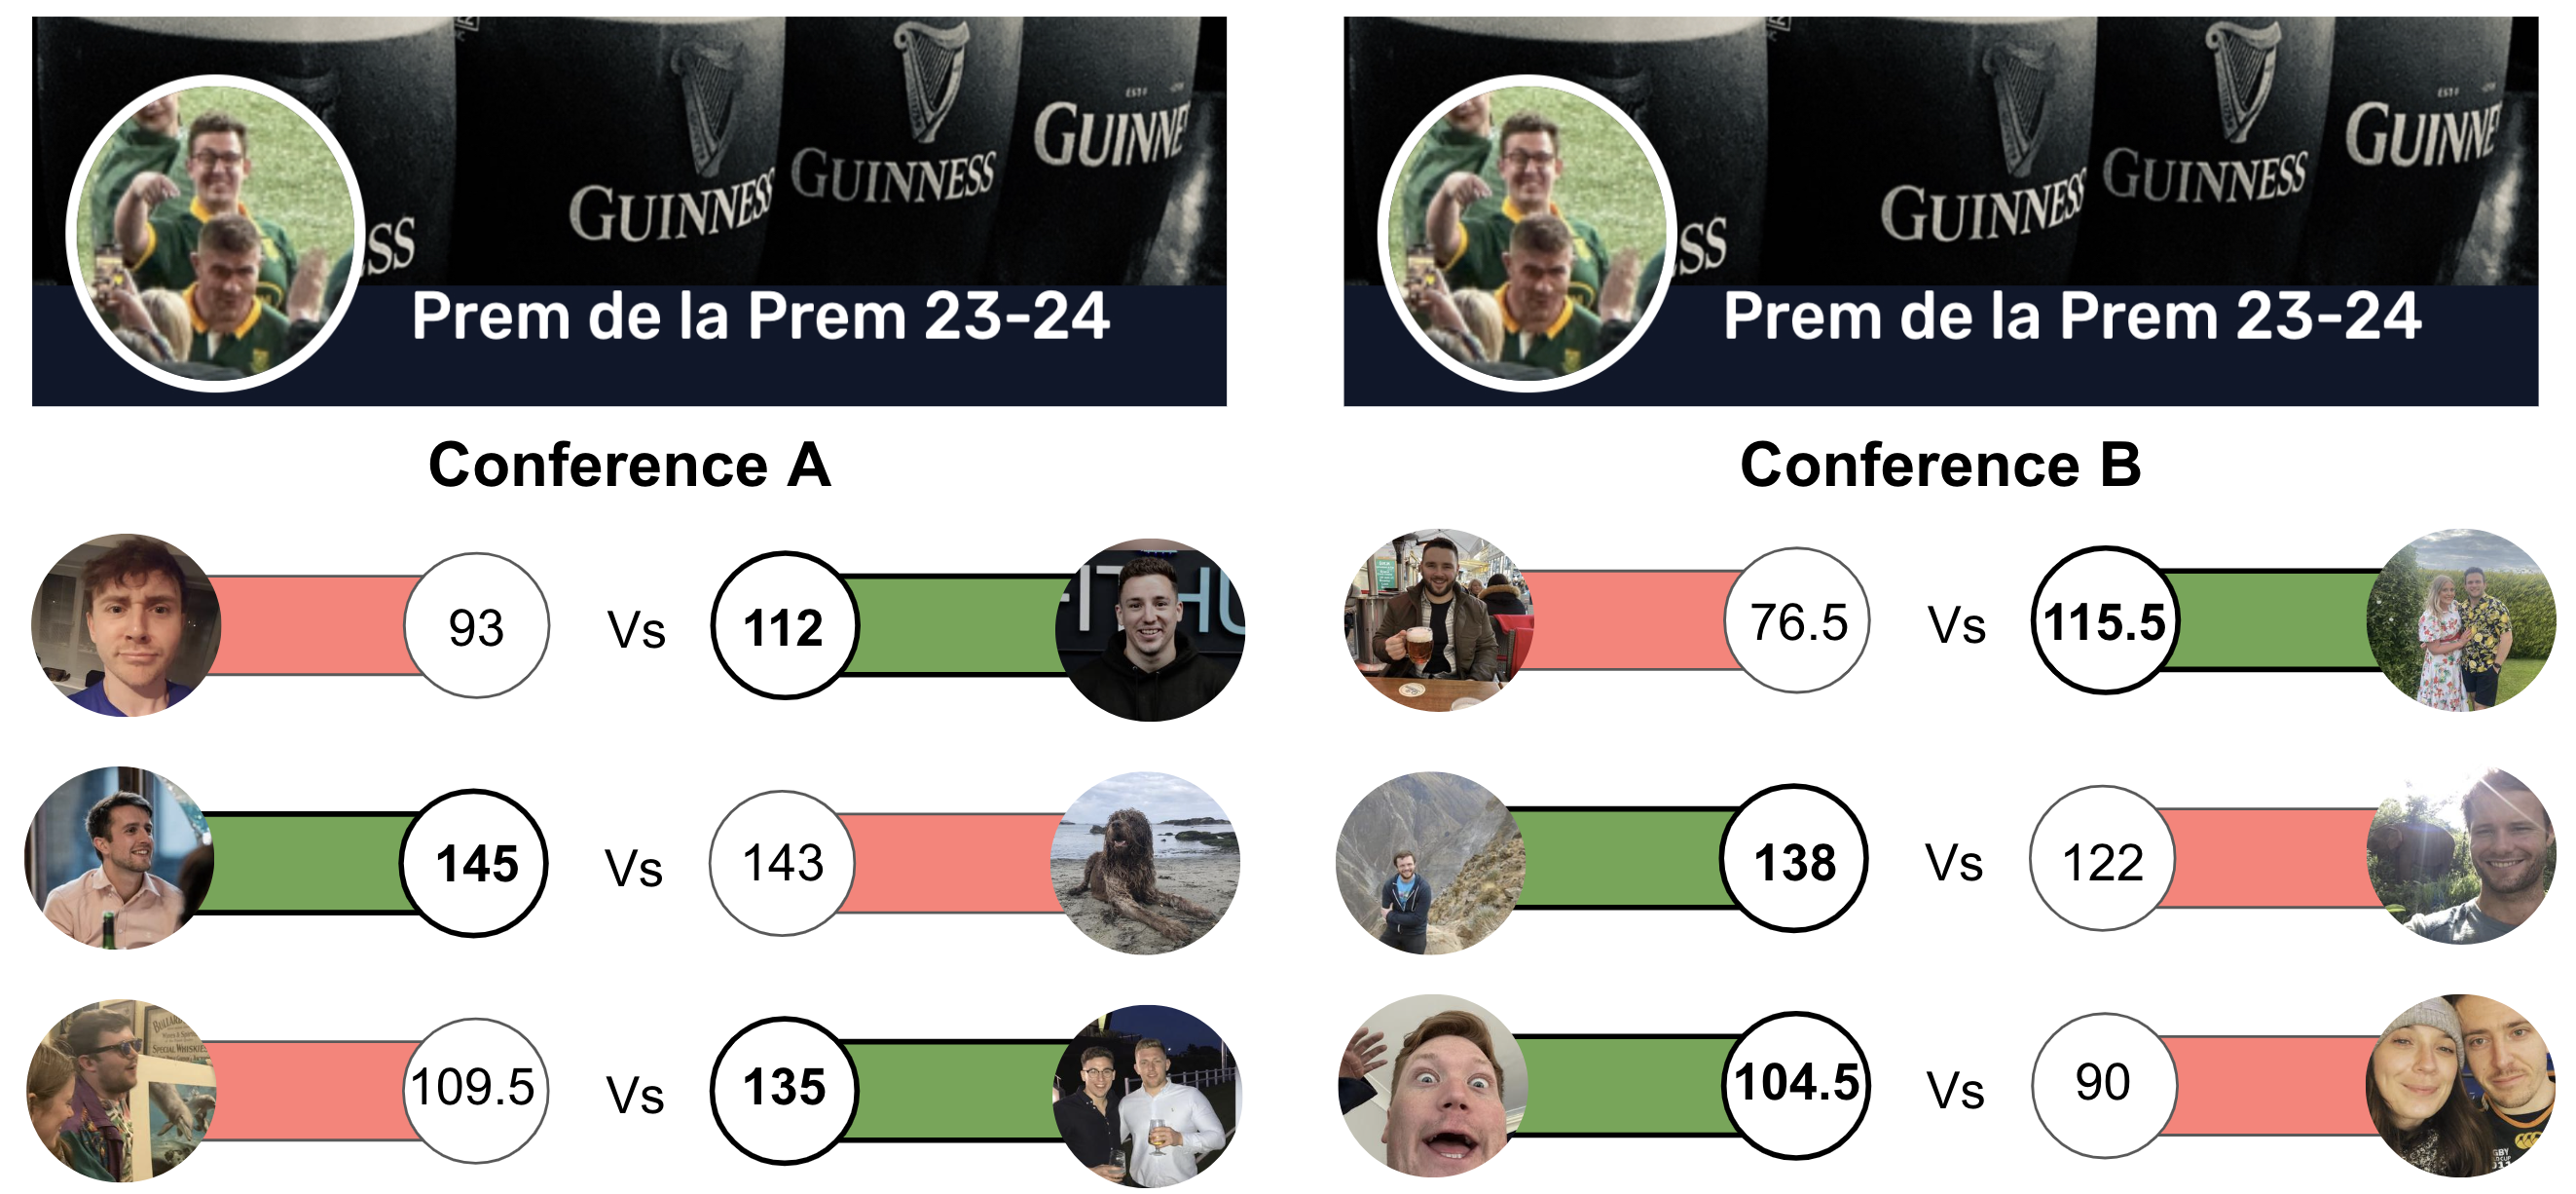 GUINNESS
GUINNESS
GUINNE
SS
Prem de la Prem 23-24
GUINNESS
GUINNESS
GUINNE
SS
Prem de la Prem 23-24
Conference A
93 Vs 112
145 Vs 143
109.5 Vs 135
Conference B
76.5 Vs 115.5
138 Vs 122
104.5 Vs 90